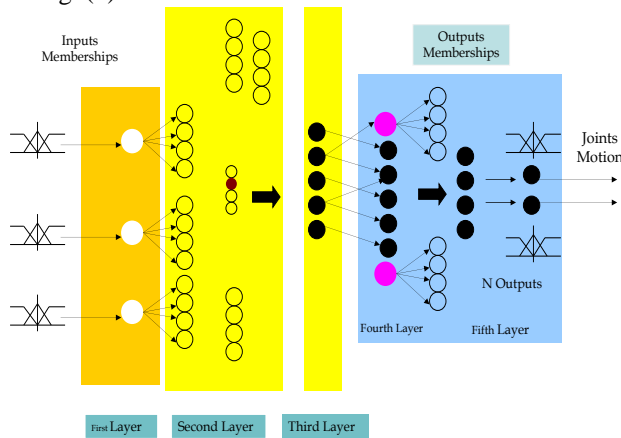 Inputs
Memberships
Outputs
Memberships
Joints
Motion
N Outputs
Fourth Layer
Fifth Layer
First Layer
Second Layer
Third Layer